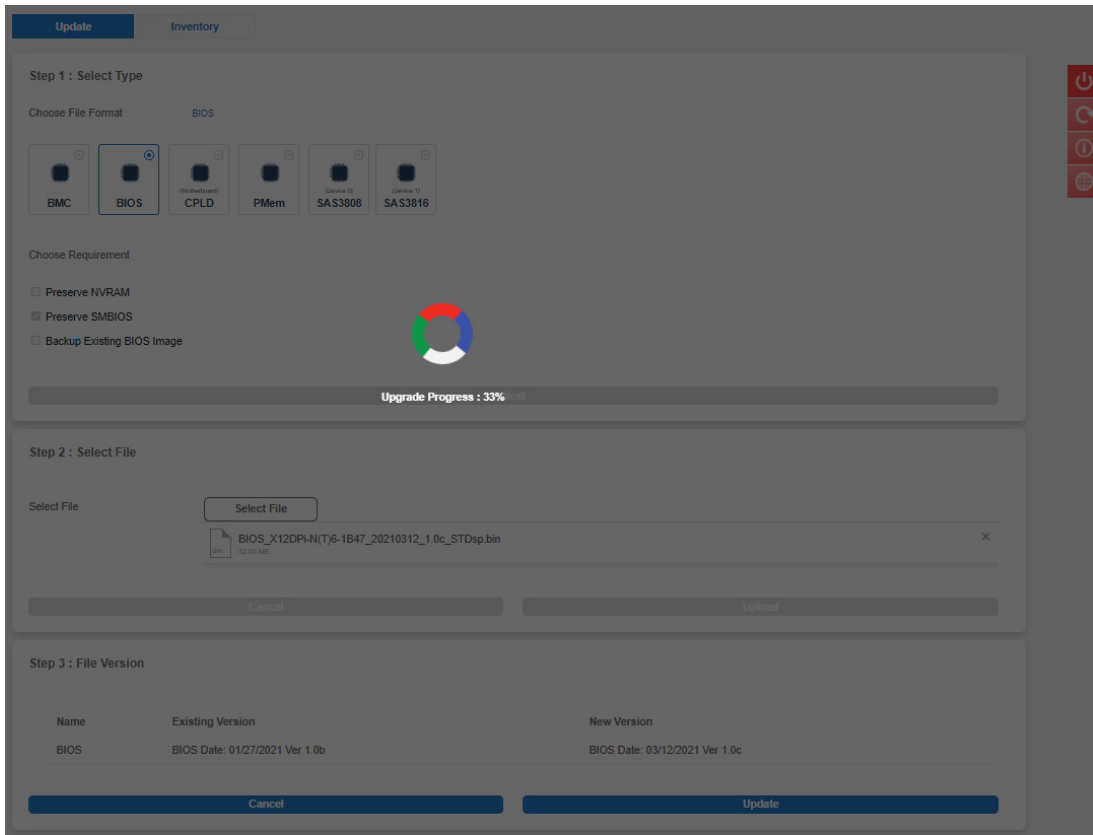 Update Inventory
Step 1 : Select Type
Choose File Format BIOS
(Motherboard) (Device 0) (Device 1)
BMC BIOS CPLD PMem SAS3808 SAS3816
Choose Requirement
Preserve NVRAM
Preserve SMBIOS
Backup Existing BIOS Image
Upgrade Progress : 33%
Step 2 : Select File
Select File Select File
BIOS_X12DPi-N(T)6-1B47_20210312_1.0c_STDsp.bin
32.00 MB
Cancel Upload
Step 3 : File Version
Name Existing Version New Version
BIOS BIOS Date: 01/27/2021 Ver 1.0b BIOS Date: 03/12/2021 Ver 1.0c
Cancel Update